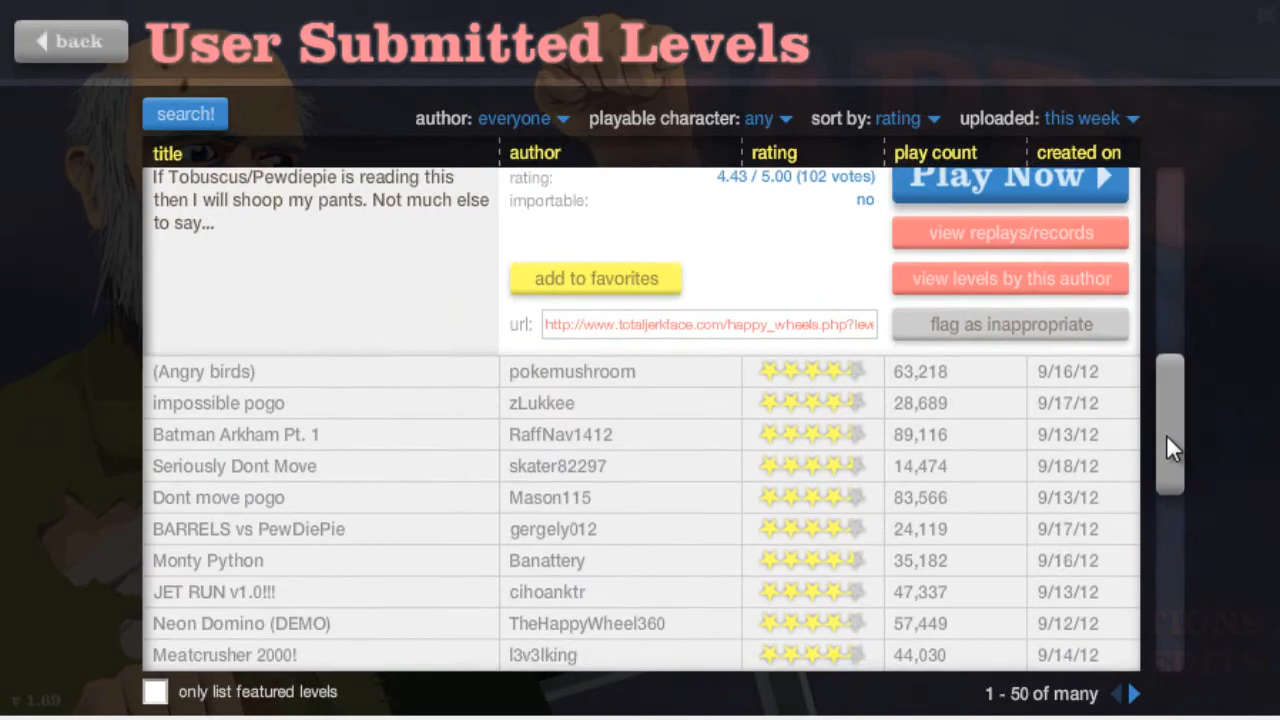 back
User Submitted Levels
search!
author: everyone playable character: any sort by: rating uploaded: this week
title author rating play count created on
If Tobuscus/Pewdiepie is reading this
then I will shoop my pants. Not much else
to say...
rating: 4.43 / 5.00 (102 votes)
importable: no
add to favorites
url: http://www.totaljerkface.com/happy_wheels.php?leve
Play Now
view replays/records
view levels by this author
flag as inappropriate
(Angry birds) pokemushroom 63,218 9/16/12
impossible pogo zLukkee 28,689 9/17/12
Batman Arkham Pt. 1 RaffNav1412 89,116 9/13/12
Seriously Dont Move skater82297 14,474 9/18/12
Dont move pogo Mason115 83,566 9/13/12
BARRELS vs PewDiePie gergely012 24,119 9/17/12
Monty Python Banattery 35,182 9/16/12
JET RUN v1.0!!! cihoanktr 47,337 9/13/12
Neon Domino (DEMO) TheHappyWheel360 57,449 9/12/12
Meatcrusher 2000! l3v3lking 44,030 9/14/12
v 1.69
only list featured levels
1 - 50 of many